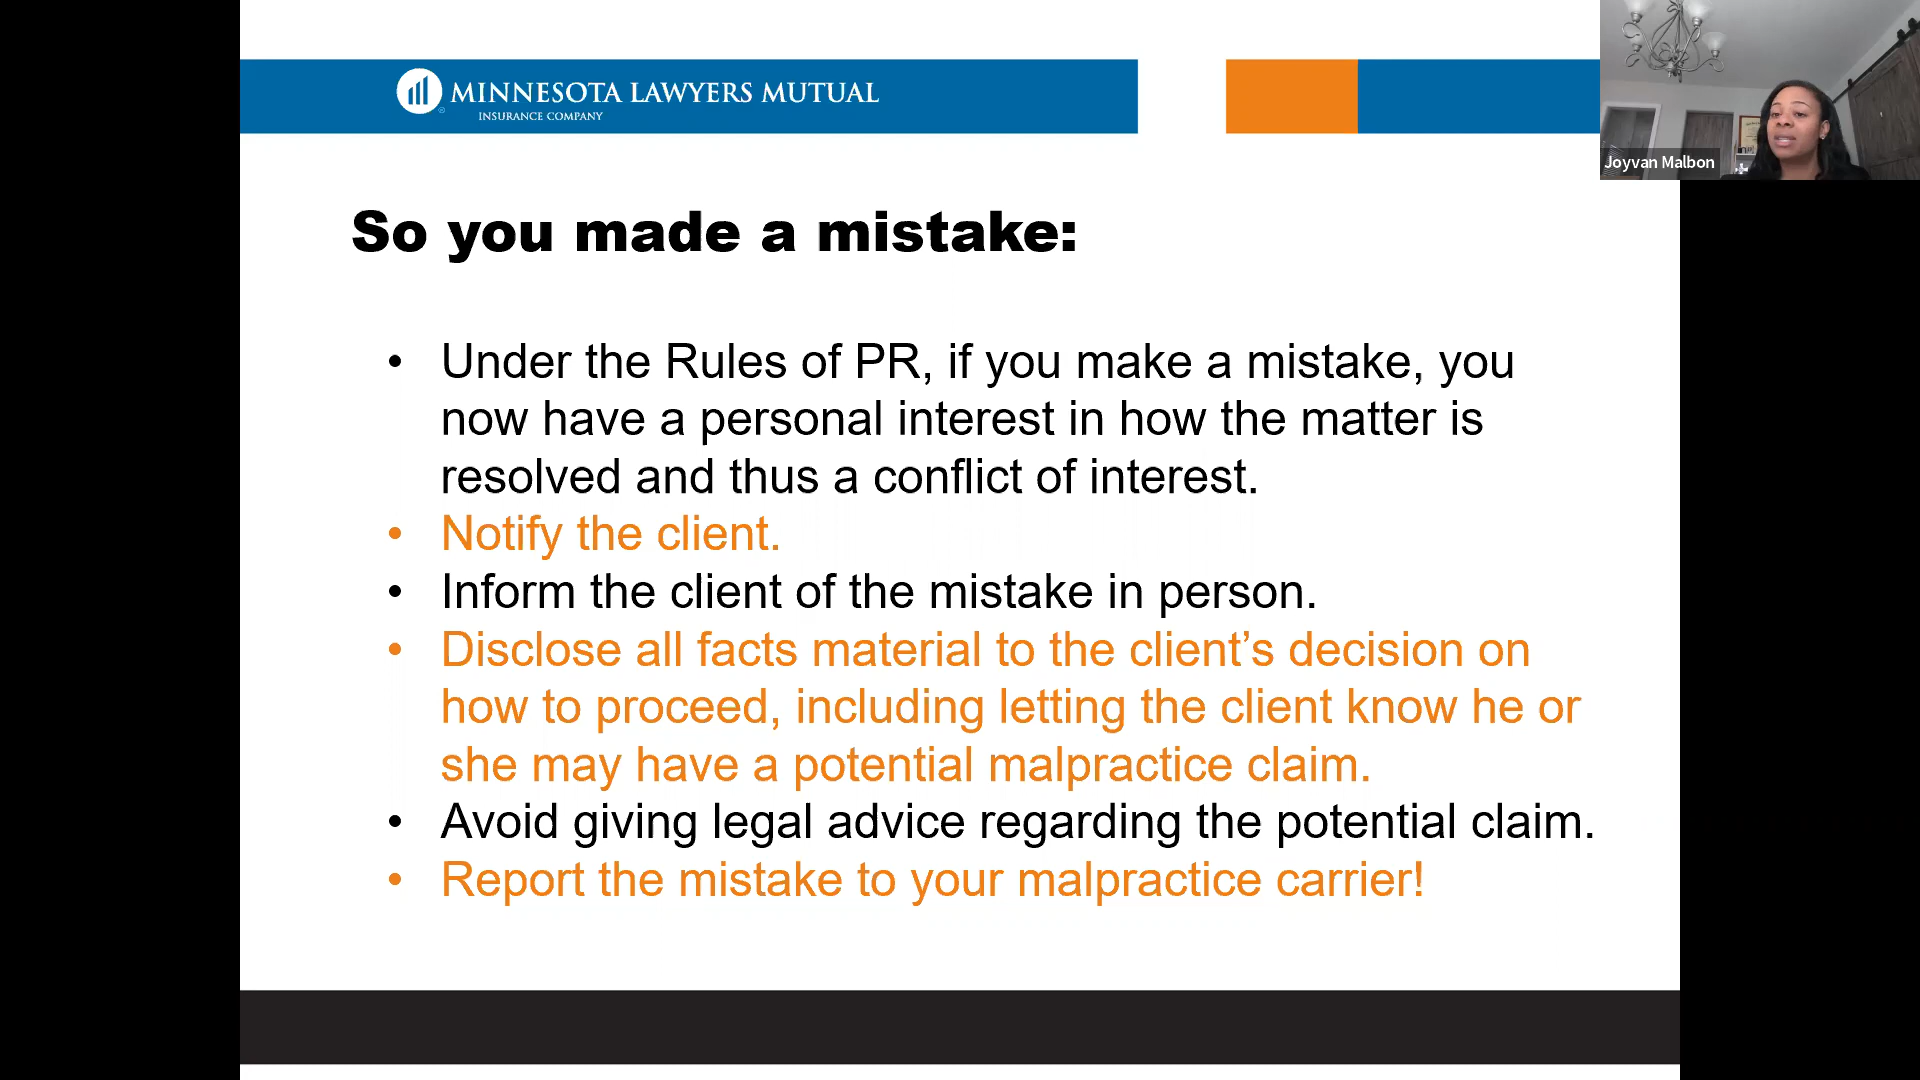 MINNESOTA LAWYERS MUTUAL
INSURANCE COMPANY
Joyvan Malbon
So you made a mistake:
• Under the Rules of PR, if you make a mistake, you
now have a personal interest in how the matter is
resolved and thus a conflict of interest.
• Notify the client.
• Inform the client of the mistake in person.
• Disclose all facts material to the client’s decision on
how to proceed, including letting the client know he or
she may have a potential malpractice claim.
• Avoid giving legal advice regarding the potential claim.
• Report the mistake to your malpractice carrier!